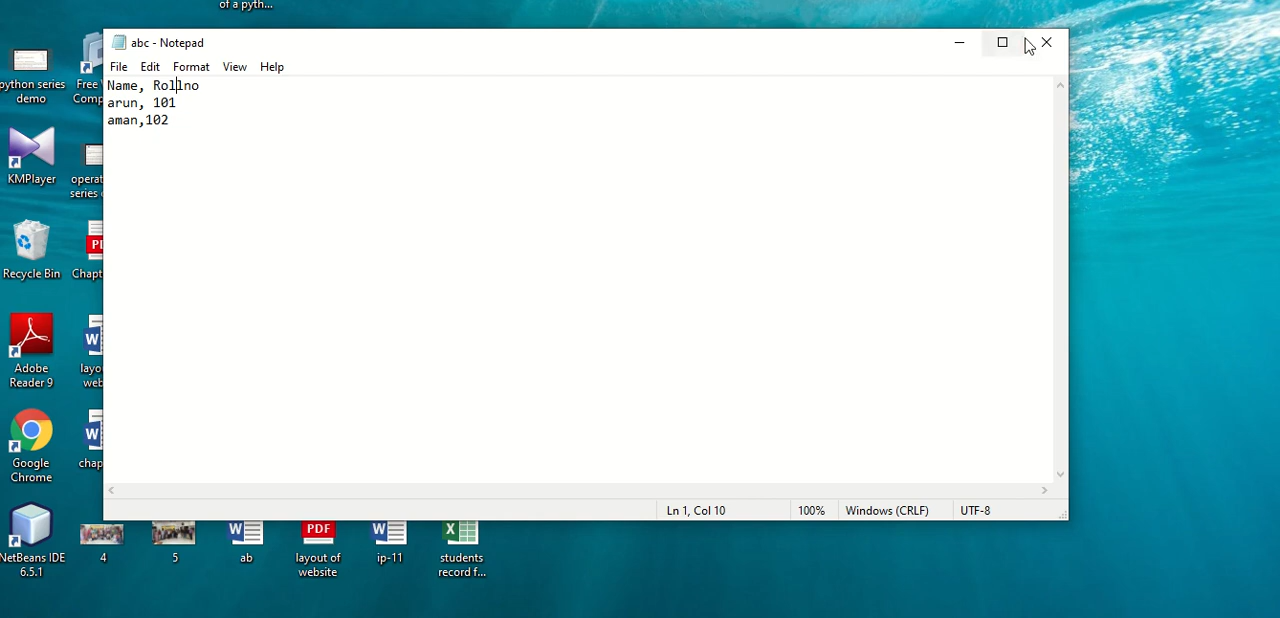 of a pyth...
abc - Notepad
File Edit Format View Help
Name, Rollno
arun, 101
aman,102
Ln 1, Col 10 100% Windows (CRLF) UTF-8
python series
demo
Free
Comp
KMPlayer
operat
series
Recycle Bin
Chapt
PDF
Adobe
Reader 9
layo
web
Google
Chrome
chap
NetBeans IDE
6.5.1
4
5
ab
layout of
website
ip-11
students
record f...